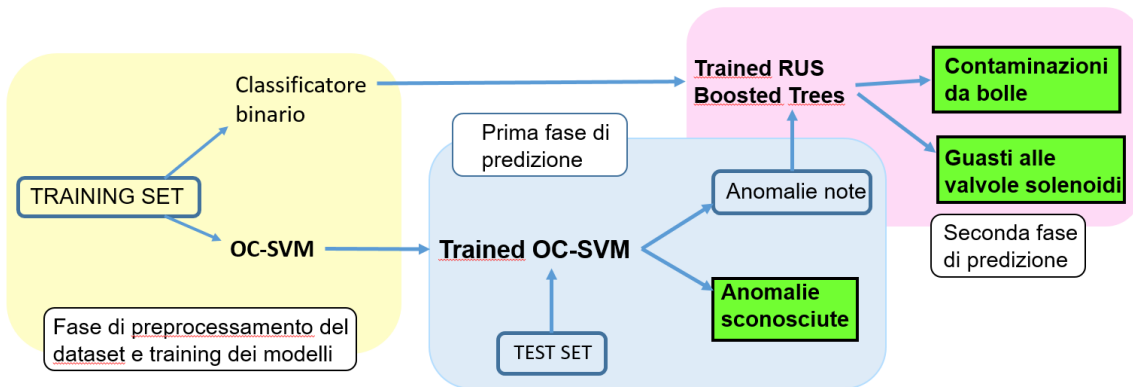 Classificatore
binario
TRAINING SET
OC-SVM
Fase di preprocessamento del
dataset e training dei modelli
Prima fase di
predizione
Trained OC-SVM
TEST SET
Anomalie note
Anomalie
sconosciute
Trained RUS
Boosted Trees
Contaminazioni
da bolle
Guasti alle
valvole solenoidi
Seconda fase
di predizione